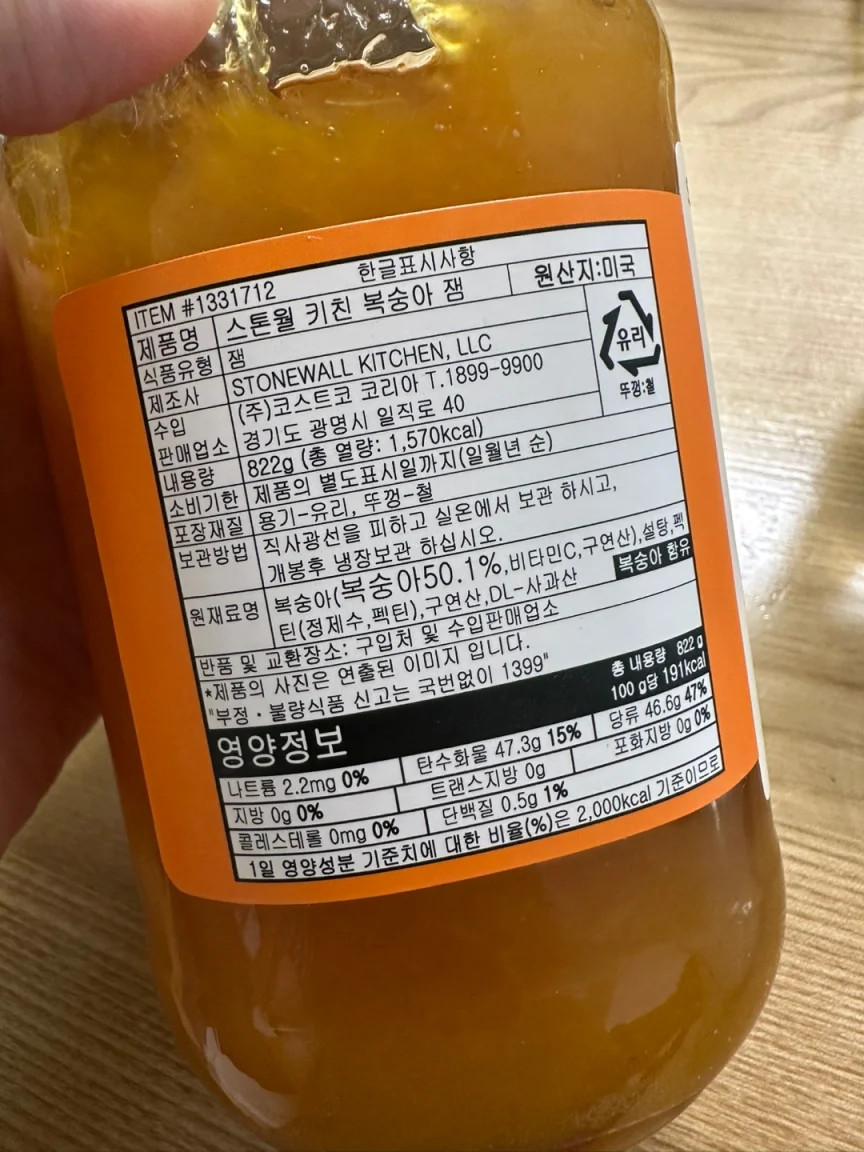 한글표시사항
ITEM #1331712
원산지:미국
제품명 스톤월 키친 복숭아 잼
식품유형 잼
제조사 STONEWALL KITCHEN, LLC
수입 (주)코스트코 코리아 T.1899-9900
판매업소 경기도 광명시 일직로 40
내용량 822g (총 열량: 1,570kcal)
소비기한 제품의 별도표시일까지(일월년 순)
포장재질 용기-유리, 뚜껑-철
보관방법 직사광선을 피하고 실온에서 보관 하시고,
개봉후 냉장보관 하십시오.
원재료명 복숭아(복숭아50.1%,비타민C,구연산),설탕,펙
틴(정제수,펙틴),구연산,DL-사과산
복숭아 함유
반품 및 교환장소: 구입처 및 수입판매업소
*제품의 사진은 연출된 이미지 입니다.
"부정·불량식품 신고는 국번없이 1399"
유리
뚜껑:철
영양정보
총 내용량 822 g
100 g당 191kcal
나트륨 2.2mg 0% 탄수화물 47.3g 15% 당류 46.6g 47%
지방 0g 0% 트랜스지방 0g 포화지방 0g 0%
콜레스테롤 0mg 0% 단백질 0.5g 1%
1일 영양성분 기준치에 대한 비율(%)은 2,000kcal 기준이므로